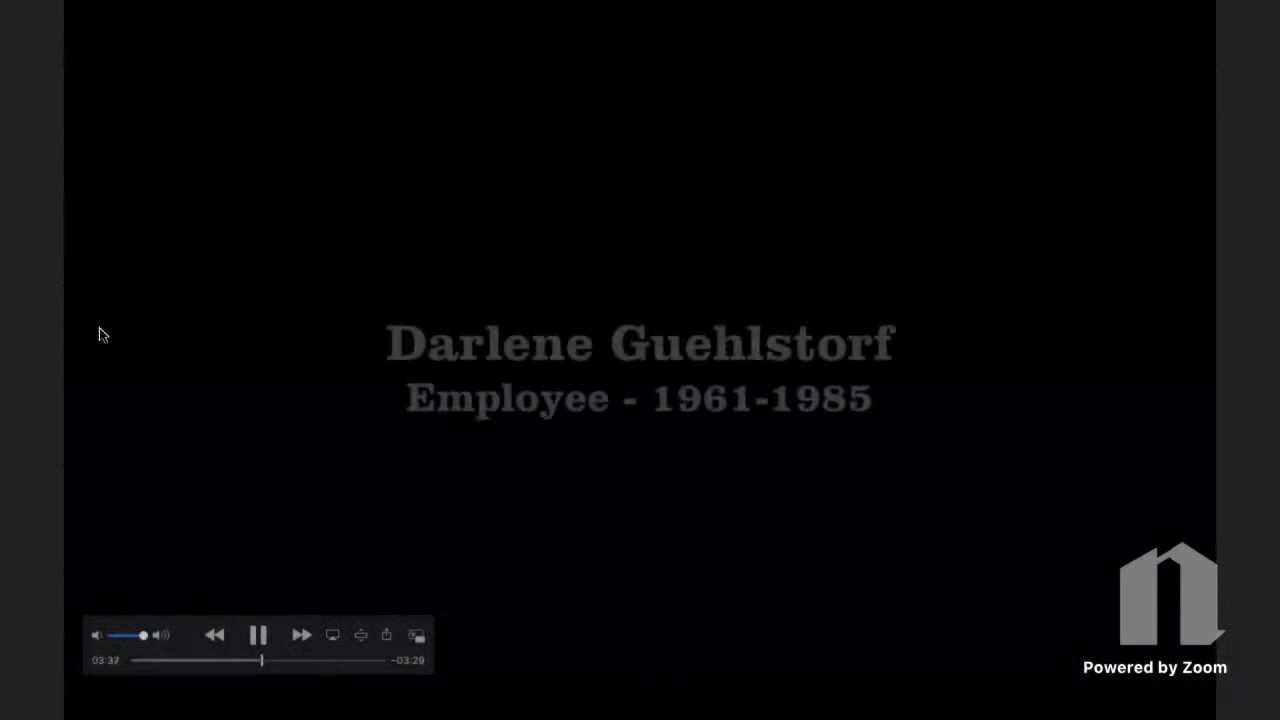 Darlene Guehlstorf
Employee - 1961-1985
03:37
-03:29
Powered by Zoom